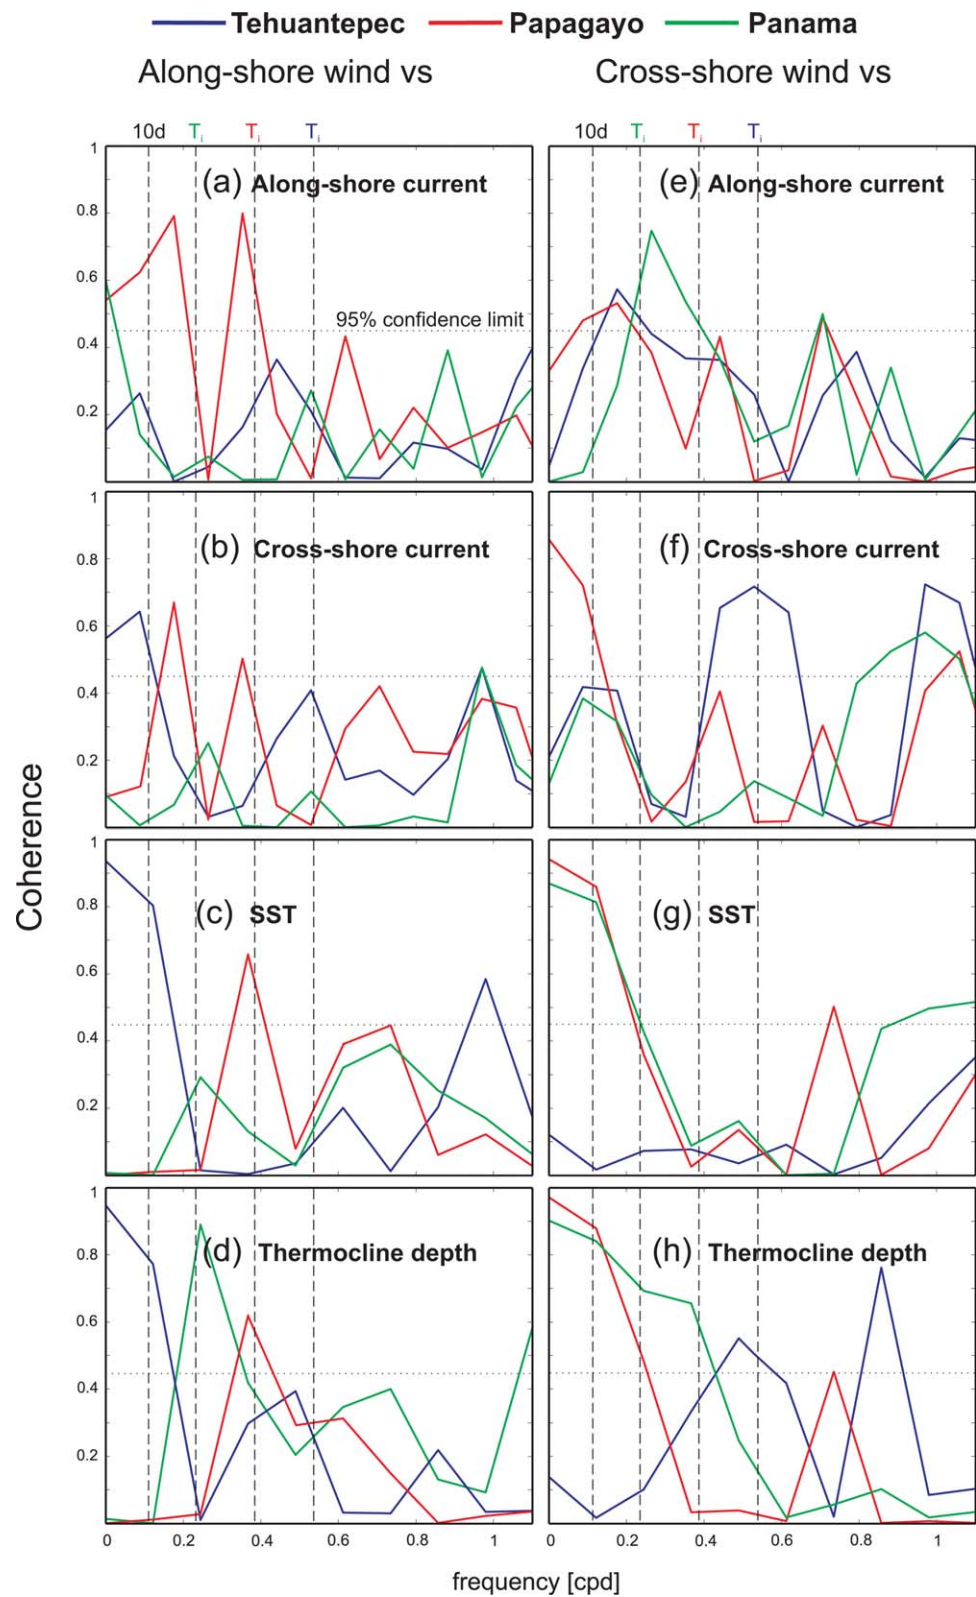 Tehuantepec Papagayo Panama
Along-shore wind vs Cross-shore wind vs
10d Ti Ti Ti 10d Ti Ti Ti
1
(a) Along-shore current (e) Along-shore current
0.8
0.6
95% confidence limit
0.4
0.2
1
(b) Cross-shore current (f) Cross-shore current
0.8
0.6
0.4
0.2
Coherence
1
(c) SST (g) SST
0.8
0.6
0.4
0.2
1
(d) Thermocline depth (h) Thermocline depth
0.8
0.6
0.4
0.2
0 0.2 0.4 0.6 0.8 1 0 0.2 0.4 0.6 0.8 1
frequency [cpd]